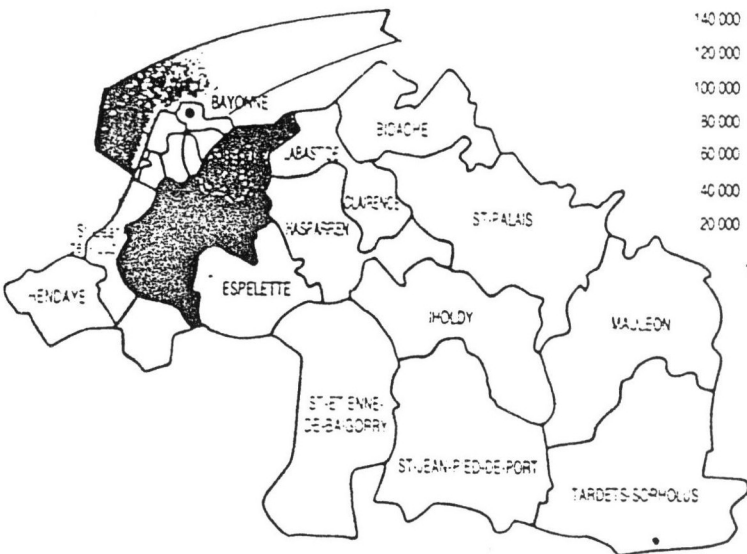 140 000
120 000
100 000
80 000
60 000
40 000
20 000
BAYONNE
BIDACHE
LABASTIDE
CLAIRENCE
ST-PALAIS
HASPARREN
HENDAYE
ESPELETTE
IHOLDY
MAULEON
ST-ETIENNE-
DE-BAIGORRY
ST-JEAN-PIED-DE-PORT
TARDETS-SORHOLUS